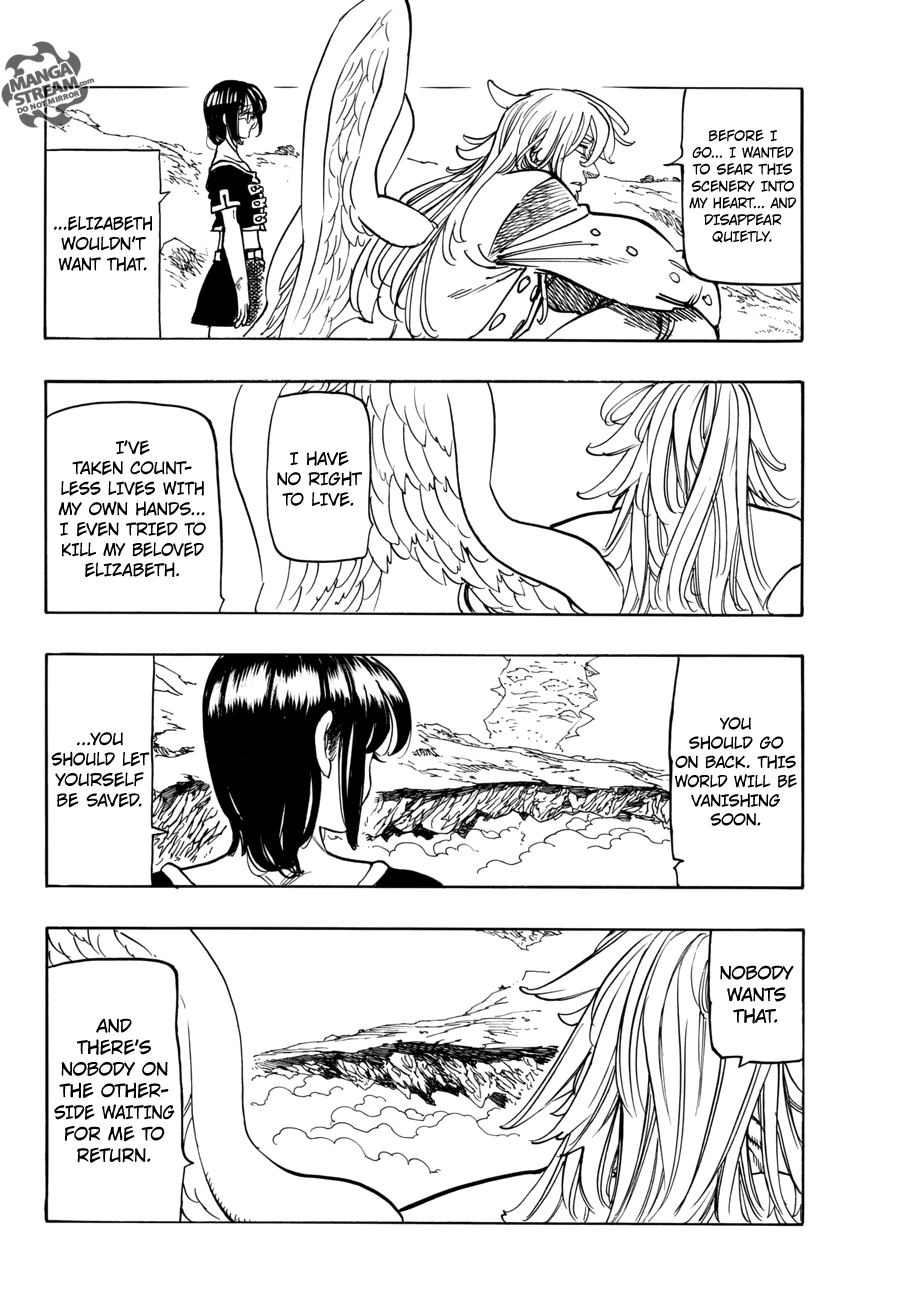 MANGA
STREAM.com
DO NOT MIRROR
BEFORE I
GO... I WANTED
TO SEAR THIS
SCENERY INTO
MY HEART... AND
DISAPPEAR
QUIETLY.
...ELIZABETH
WOULDN'T
WANT THAT.
I HAVE
NO RIGHT
TO LIVE.
I'VE
TAKEN COUNT-
LESS LIVES WITH
MY OWN HANDS...
I EVEN TRIED TO
KILL MY BELOVED
ELIZABETH.
YOU
SHOULD GO
ON BACK. THIS
WORLD WILL BE
VANISHING
SOON.
...YOU
SHOULD LET
YOURSELF
BE SAVED.
NOBODY
WANTS
THAT.
AND
THERE'S
NOBODY ON
THE OTHER-
SIDE WAITING
FOR ME TO
RETURN.